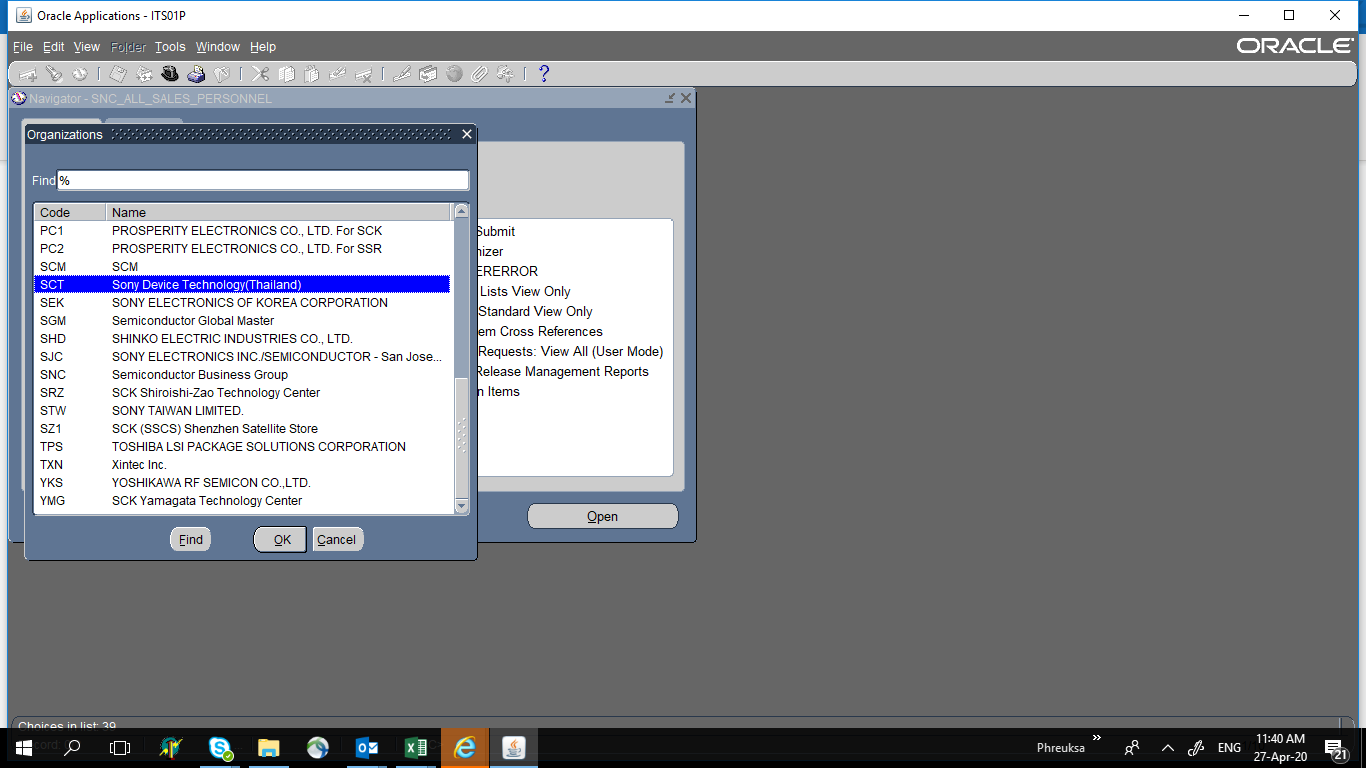 Oracle Applications - ITS01P
File Edit View Folder Tools Window Help
ORACLE
Navigator - SNC_ALL_SALES_PERSONNEL
Organizations
Find %
Code Name
PC1 PROSPERITY ELECTRONICS CO., LTD. For SCK
PC2 PROSPERITY ELECTRONICS CO., LTD. For SSR
SCM SCM
SCT Sony Device Technology(Thailand)
SEK SONY ELECTRONICS OF KOREA CORPORATION
SGM Semiconductor Global Master
SHD SHINKO ELECTRIC INDUSTRIES CO., LTD.
SJC SONY ELECTRONICS INC./SEMICONDUCTOR - San Jose...
SNC Semiconductor Business Group
SRZ SCK Shiroishi-Zao Technology Center
STW SONY TAIWAN LIMITED.
SZ1 SCK (SSCS) Shenzhen Satellite Store
TPS TOSHIBA LSI PACKAGE SOLUTIONS CORPORATION
TXN Xintec Inc.
YKS YOSHIKAWA RF SEMICON CO.,LTD.
YMG SCK Yamagata Technology Center
Find OK Cancel
Submit
nizer
ERERROR
Lists View Only
Standard View Only
em Cross References
Requests: View All (User Mode)
Release Management Reports
n Items
Open
Choices in list: 39
Phreuksa
ENG
11:40 AM
27-Apr-20
21